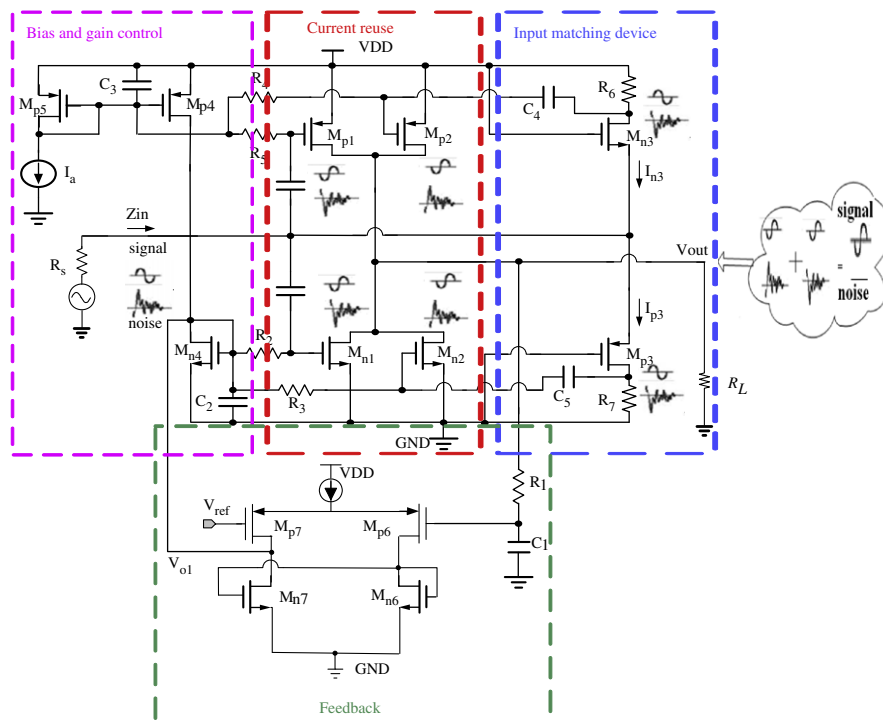 Bias and gain control
Current reuse
Input matching device
VDD
C3
R4
R6
Mp5
Mp4
C4
Mn3
Mp1
Mp2
R5
Ia
In3
Zin
signal
Vout
signal
+
=
noise
Rs
noise
Ip3
R2
Mn4
Mn1
Mn2
Mp3
C2
R3
C5
R7
RL
GND
VDD
R1
Vref
Mp7
Mp6
C1
Vo1
Mn7
Mn6
GND
Feedback